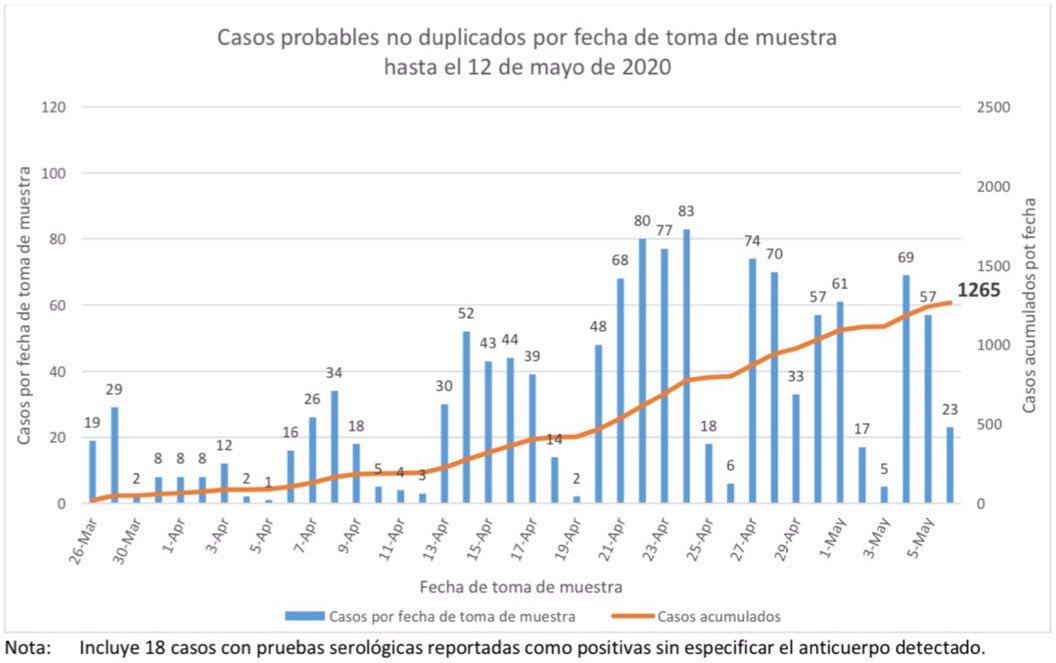 Casos probables no duplicados por fecha de toma de muestra
hasta el 12 de mayo de 2020
Casos por fecha de toma de muestra
120
100
80
60
40
20
0
19
29
2
8
8
8
12
2
1
16
26
34
18
5
4
3
30
52
43
44
39
14
2
48
68
80
77
83
18
6
74
70
33
57
61
17
5
69
57
23
1265
2500
2000
1500
1000
500
0
Casos acumulados pot fecha
26-Mar
30-Mar
1-Apr
3-Apr
5-Apr
7-Apr
9-Apr
11-Apr
13-Apr
15-Apr
17-Apr
19-Apr
21-Apr
23-Apr
25-Apr
27-Apr
29-Apr
1-May
3-May
5-May
Fecha de toma de muestra
Casos por fecha de toma de muestra
Casos acumulados
Nota: Incluye 18 casos con pruebas serológicas reportadas como positivas sin especificar el anticuerpo detectado.